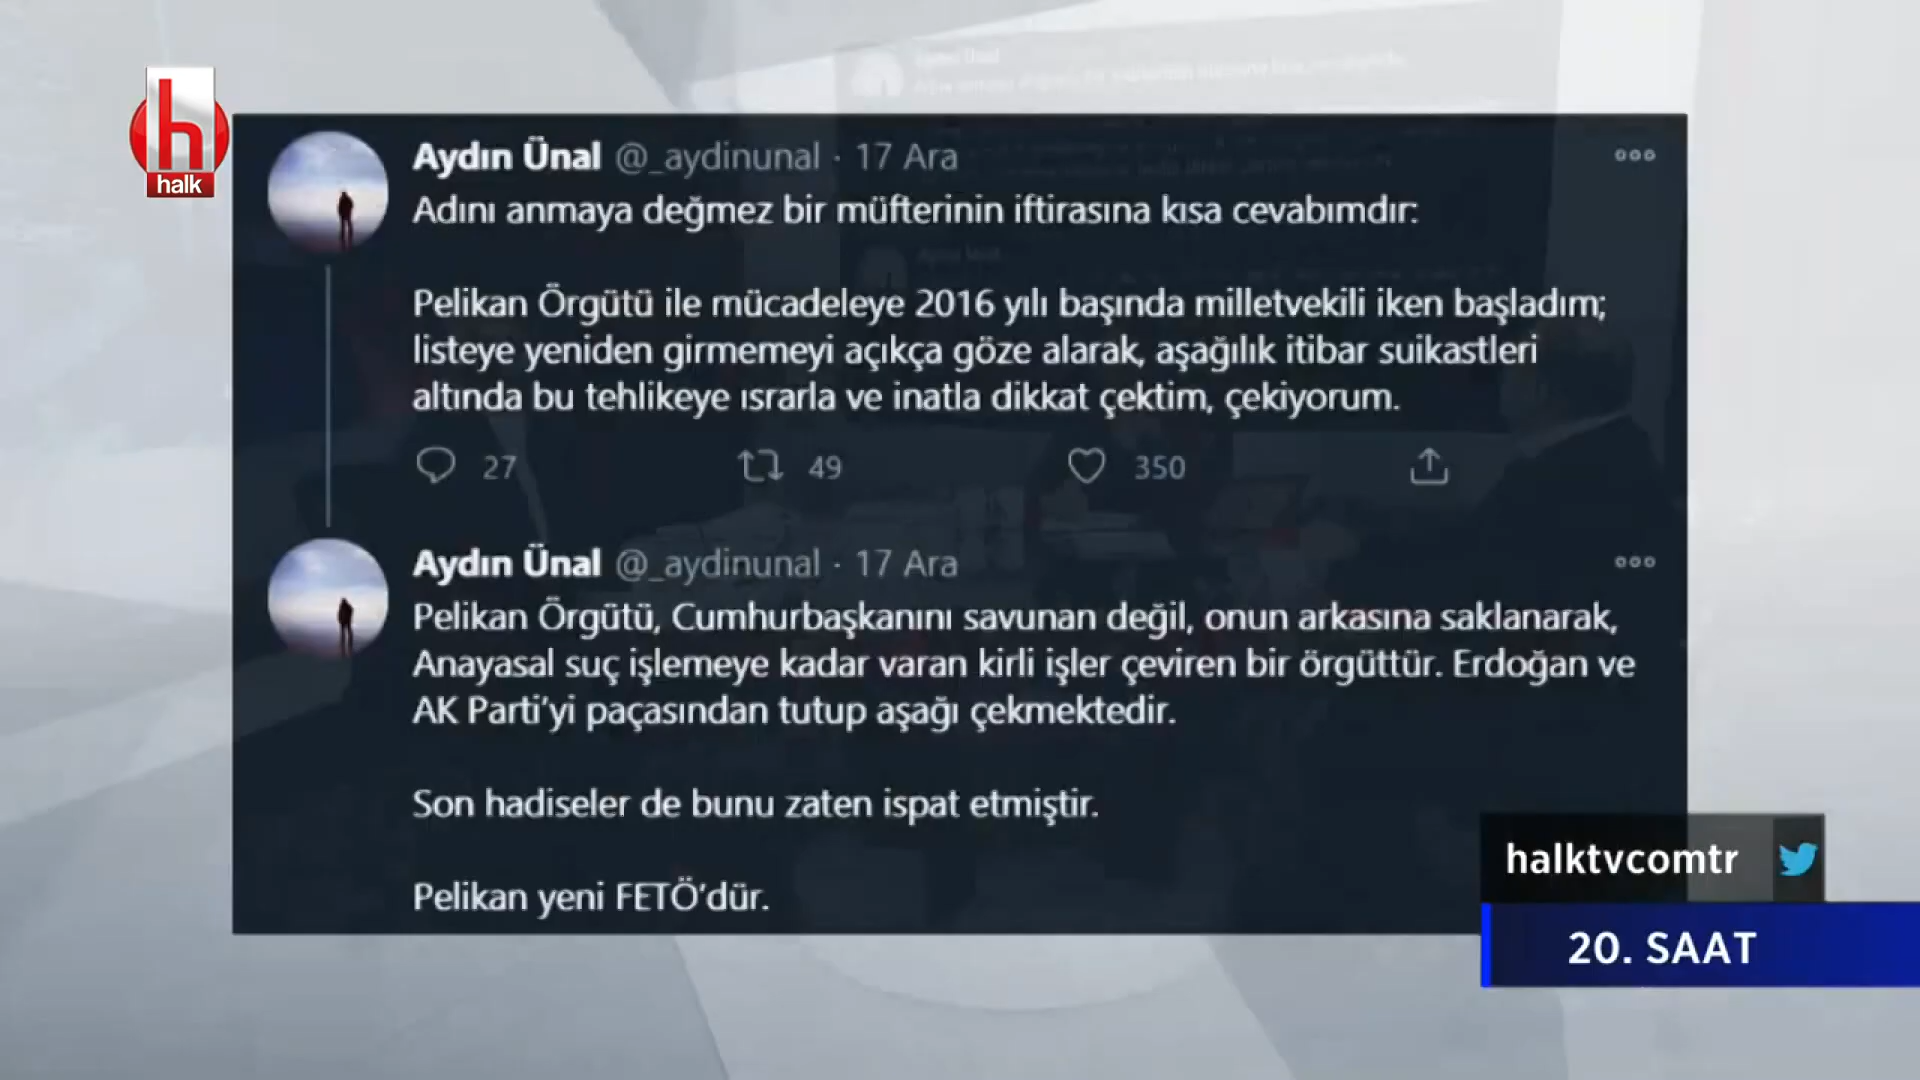 h
halk
Aydın Ünal @_aydinunal · 17 Ara
Adını anmaya değmez bir müfterinin iftirasına kısa cevabımdır:
Pelikan Örgütü ile mücadeleye 2016 yılı başında milletvekili iken başladım;
listeye yeniden girmemeyi açıkça göze alarak, aşağılık itibar suikastleri
altında bu tehlikeye ısrarla ve inatla dikkat çektim, çekiyorum.
27 49 350
Aydın Ünal @_aydinunal · 17 Ara
Pelikan Örgütü, Cumhurbaşkanını savunan değil, onun arkasına saklanarak,
Anayasal suç işlemeye kadar varan kirli işler çeviren bir örgüttür. Erdoğan ve
AK Parti'yi paçasından tutup aşağı çekmektedir.
Son hadiseler de bunu zaten ispat etmiştir.
Pelikan yeni FETÖ'dür.
halktvcomtr
20. SAAT